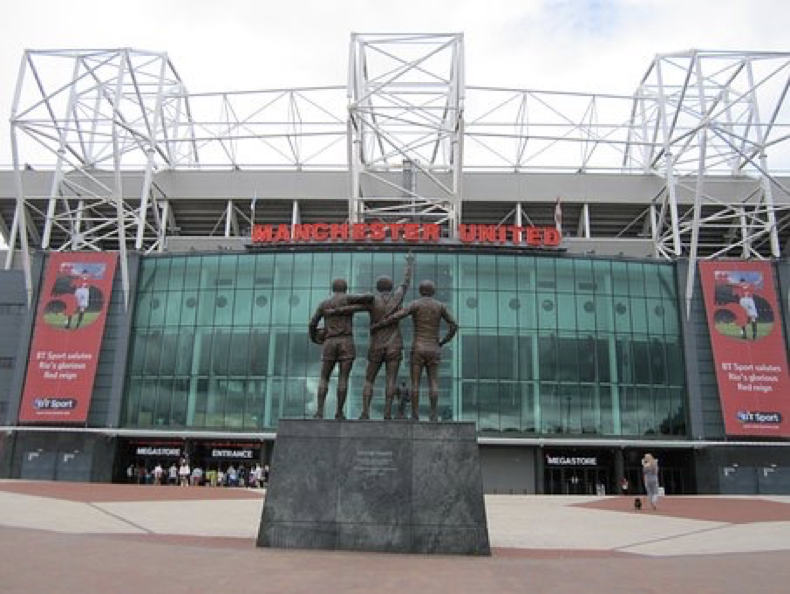 MANCHESTER UNITED
BT Sport salutes
Rio's glorious
Red reign
BT Sport
BT Sport salutes
Rio's glorious
Red reign
BT Sport
MEGASTORE
ENTRANCE
MEGASTORE